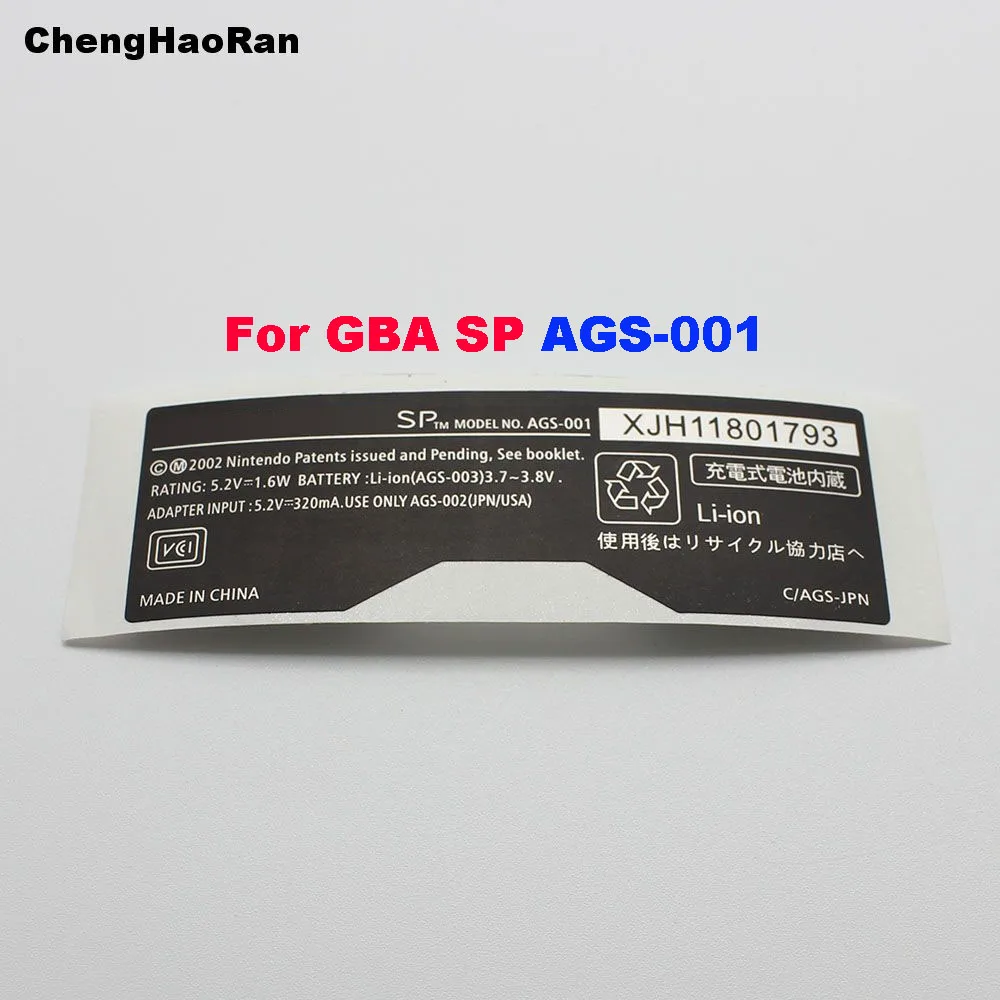 ChengHaoRan
For GBA SP AGS-001
SP™ MODEL NO. AGS-001
XJH11801793
©Ⓜ2002 Nintendo Patents issued and Pending, See booklet.
RATING: 5.2V⎓1.6W BATTERY :Li-ion(AGS-003)3.7~3.8V .
ADAPTER INPUT :5.2V⎓320mA.USE ONLY AGS-002(JPN/USA)
VCI
MADE IN CHINA
充電式電池内蔵
Li-ion
使用後はリサイクル協力店へ
C/AGS-JPN